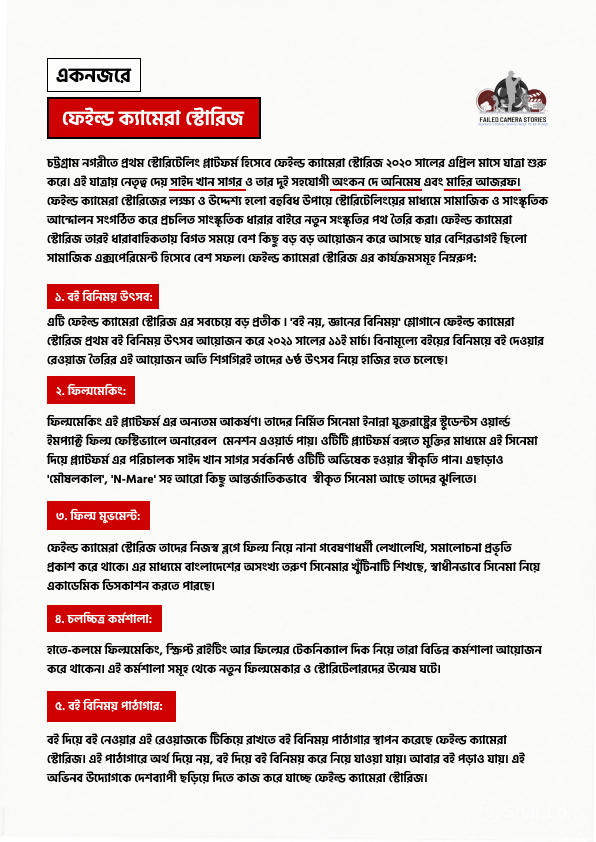 একনজরে
ফেইল্ড ক্যামেরা স্টোরিজ
FAILED CAMERA STORIES
চট্টগ্রাম নগরীতে প্রথম স্টোরিটেলিং প্লাটফর্ম হিসেবে ফেইল্ড ক্যামেরা স্টোরিজ ২০২০ সালের এপ্রিল মাসে যাত্রা শুরু
করে। এই যাত্রায় নেতৃত্ব দেয় সাইদ খান সাগর ও তার দুই সহযোগী অংকন দে অনিমেষ এবং মাহির আজরফ।
ফেইল্ড ক্যামেরা স্টোরিজের লক্ষ্য ও উদ্দেশ্য হলো বহুবিধ উপায়ে স্টোরিটেলিংয়ের মাধ্যমে সামাজিক ও সাংস্কৃতিক
আন্দোলন সংগঠিত করে প্রচলিত সাংস্কৃতিক ধারার বাইরে নতুন সংস্কৃতির পথ তৈরি করা। ফেইল্ড ক্যামেরা
স্টোরিজ তারই ধারাবাহিকতায় বিগত সময়ে বেশ কিছু বড় বড় আয়োজন করে আসছে যার বেশিরভাগই ছিলো
সামাজিক এক্সপেরিমেন্ট হিসেবে বেশ সফল। ফেইল্ড ক্যামেরা স্টোরিজ এর কার্যক্রমসমূহ নিম্নরুপ:
১. বই বিনিময় উৎসব:
এটি ফেইল্ড ক্যামেরা স্টোরিজ এর সবচেয়ে বড় প্রতীক । 'বই নয়, জ্ঞানের বিনিময়' শ্লোগানে ফেইল্ড ক্যামেরা
স্টোরিজ প্রথম বই বিনিময় উৎসব আয়োজন করে ২০২১ সালের ১১ই মার্চ। বিনামূল্যে বইয়ের বিনিময়ে বই দেওয়ার
রেওয়াজ তৈরির এই আয়োজন অতি শিগগিরই তাদের ৬ষ্ঠ উৎসব নিয়ে হাজির হতে চলেছে।
২. ফিল্মমেকিং:
ফিল্মমেকিং এই প্ল্যাটফর্ম এর অন্যতম আকর্ষণ। তাদের নির্মিত সিনেমা ইনান্না যুক্তরাষ্ট্রের স্টুডেন্টস ওয়ার্ল্ড
ইমপ্যাক্ট ফিল্ম ফেস্টিভ্যালে অনারেবল মেনশন এওয়ার্ড পায়। ওটিটি প্ল্যাটফর্ম বঙ্গতে মুক্তির মাধ্যমে এই সিনেমা
দিয়ে প্ল্যাটফর্ম এর পরিচালক সাইদ খান সাগর সর্বকনিষ্ঠ ওটিটি অভিষেক হওয়ার স্বীকৃতি পান। এছাড়াও
'মৌষলকাল', 'N-Mare' সহ আরো কিছু আন্তর্জাতিকভাবে স্বীকৃত সিনেমা আছে তাদের ঝুলিতে।
৩. ফিল্ম মুভমেন্ট:
ফেইল্ড ক্যামেরা স্টোরিজ তাদের নিজস্ব ব্লগে ফিল্ম নিয়ে নানা গবেষণাধর্মী লেখালেখি, সমালোচনা প্রভৃতি
প্রকাশ করে থাকে। এর মাধ্যমে বাংলাদেশের অসংখ্য তরুণ সিনেমার খুঁটিনাটি শিখছে, স্বাধীনভাবে সিনেমা নিয়ে
একাডেমিক ডিসকাশন করতে পারছে।
৪. চলচ্চিত্র কর্মশালা:
হাতে-কলমে ফিল্মমেকিং, স্ক্রিপ্ট রাইটিং আর ফিল্মের টেকনিক্যাল দিক নিয়ে তারা বিভিন্ন কর্মশালা আয়োজন
করে থাকেন। এই কর্মশালা সমূহ থেকে নতুন ফিল্মমেকার ও স্টোরিটেলারদের উন্মেষ ঘটে।
৫. বই বিনিময় পাঠাগার:
বই দিয়ে বই নেওয়ার এই রেওয়াজকে টিকিয়ে রাখতে বই বিনিময় পাঠাগার স্থাপন করেছে ফেইল্ড ক্যামেরা
স্টোরিজ। এই পাঠাগারে অর্থ দিয়ে নয়, বই দিয়ে বই বিনিময় করে নিয়ে যাওয়া যায়। আবার বই পড়াও যায়। এই
অভিনব উদ্যোগকে দেশব্যাপী ছড়িয়ে দিতে কাজ করে যাচ্ছে ফেইল্ড ক্যামেরা স্টোরিজ।